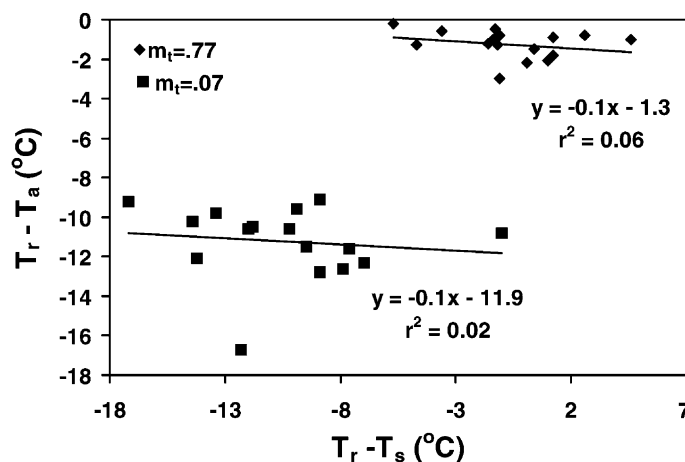 0
-2
-4
-6
-8
-10
-12
-14
-16
-18
Tr - Ta (oC)
mt=.77
mt=.07
y = -0.1x - 1.3
r2 = 0.06
y = -0.1x - 11.9
r2 = 0.02
-18 -13 -8 -3 2 7
Tr -Ts (oC)